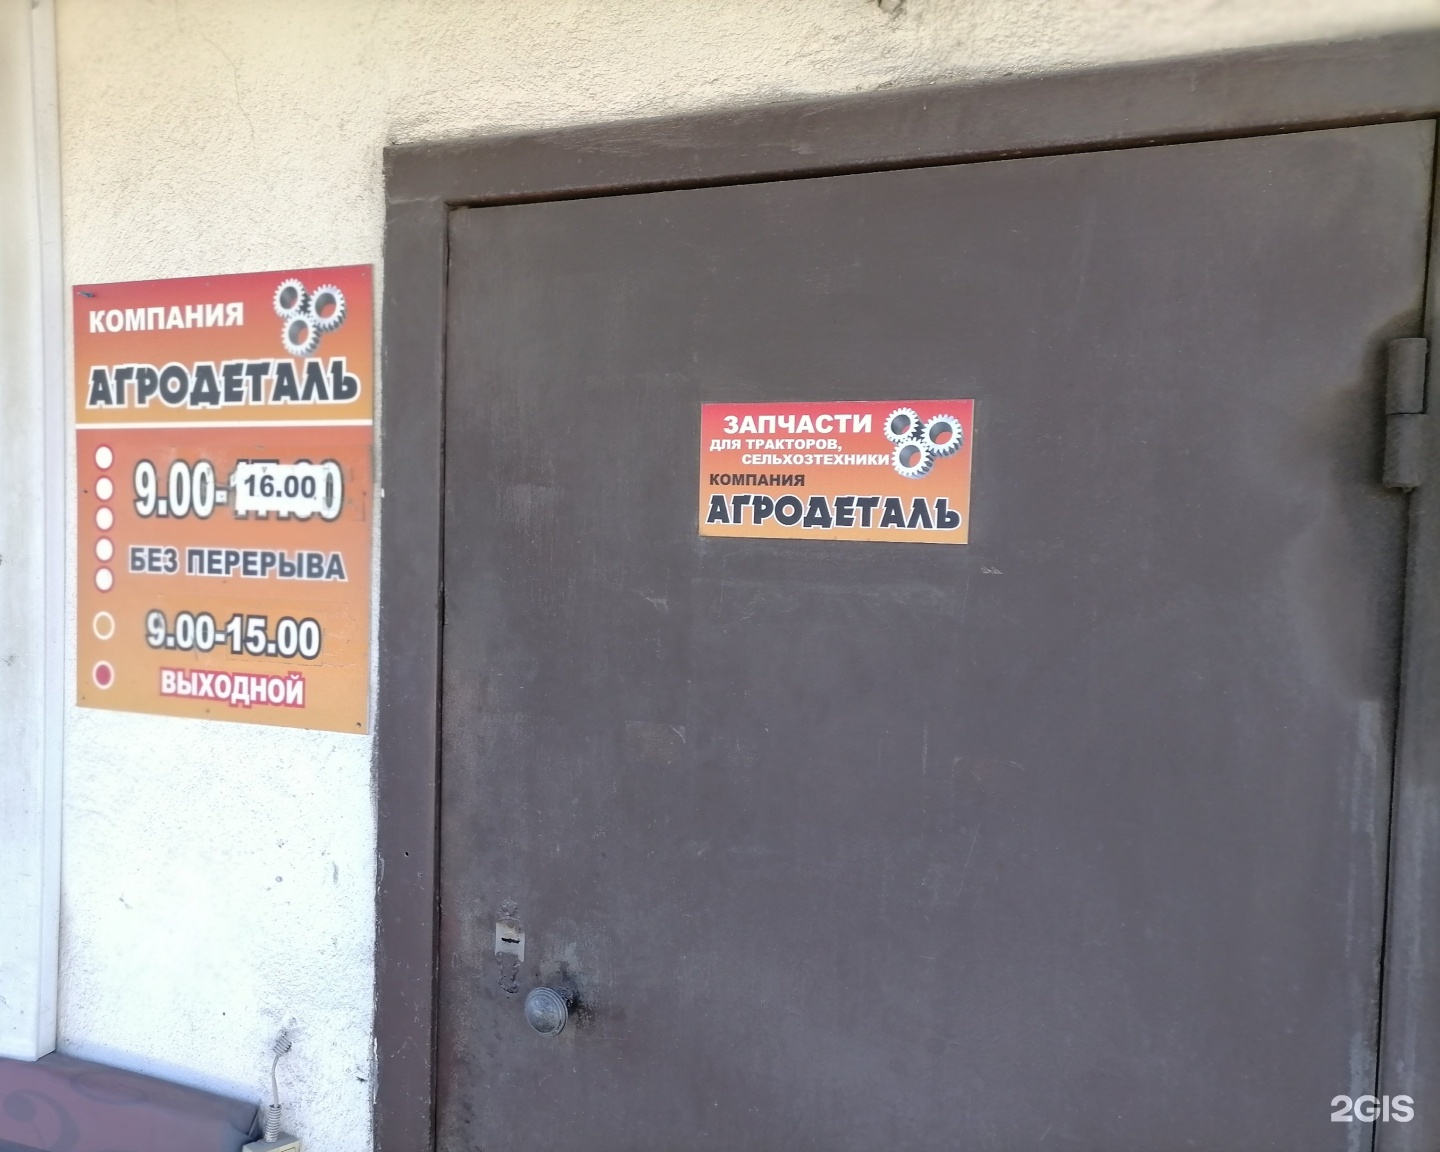 КОМПАНИЯ
АГРОДЕТАЛЬ
9.00-16.00
БЕЗ ПЕРЕРЫВА
9.00-15.00
ВЫХОДНОЙ
ЗАПЧАСТИ
ДЛЯ ТРАКТОРОВ,
СЕЛЬХОЗТЕХНИКИ
КОМПАНИЯ
АГРОДЕТАЛЬ
2GIS